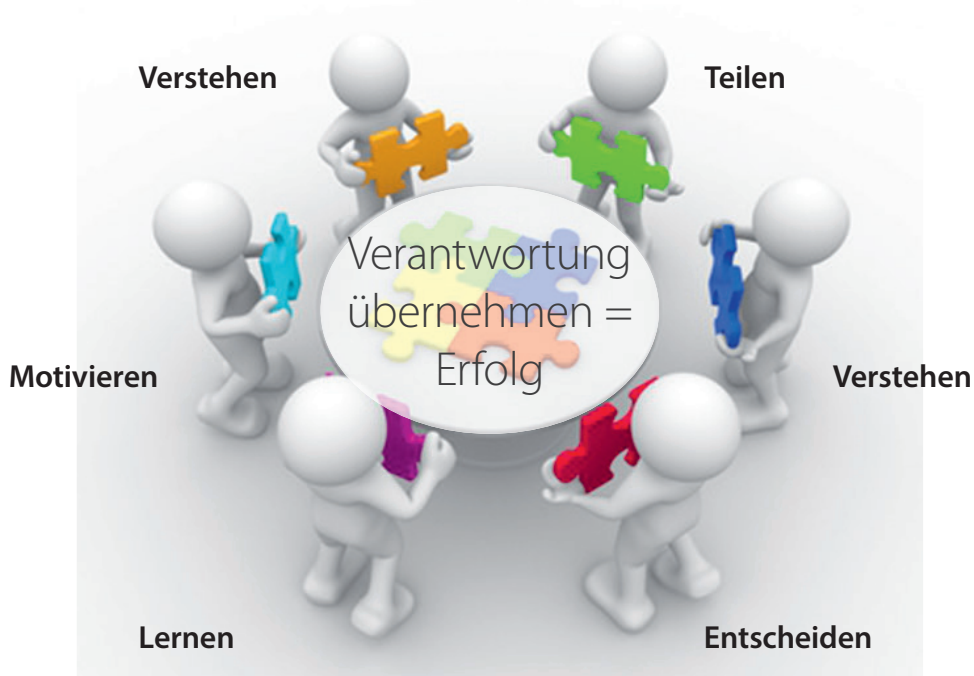 Verstehen
Teilen
Verantwortung
übernehmen =
Erfolg
Motivieren
Verstehen
Lernen
Entscheiden